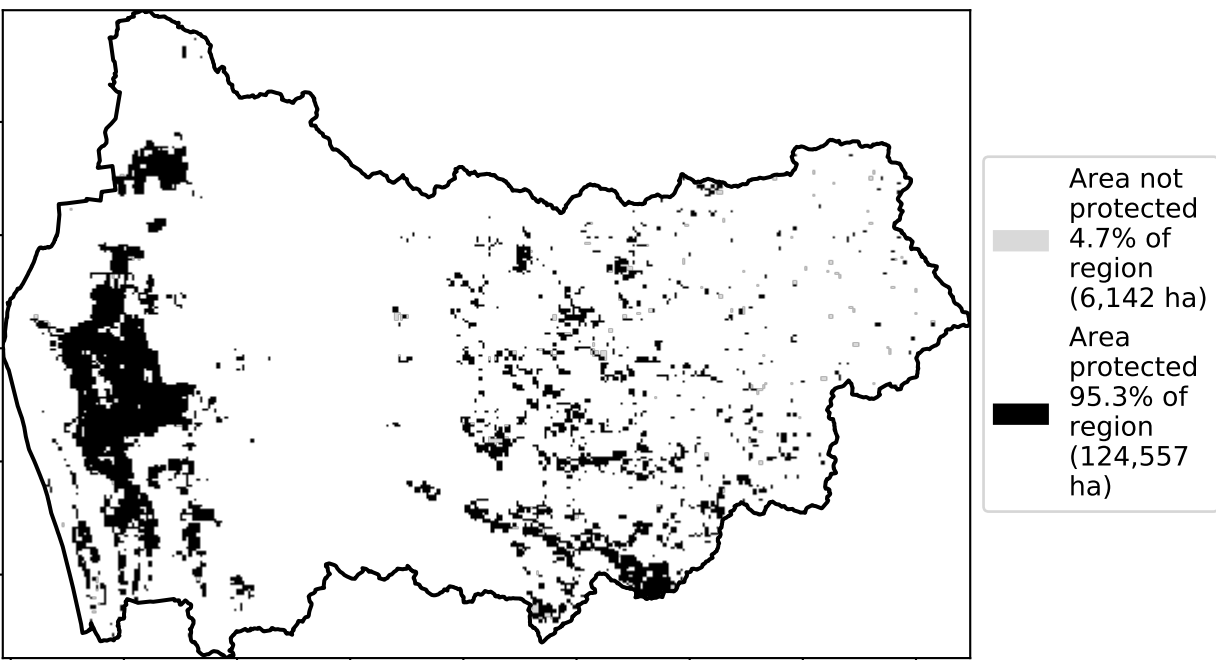 Area not
protected
4.7% of
region
(6,142 ha)
Area
protected
95.3% of
region
(124,557
ha)